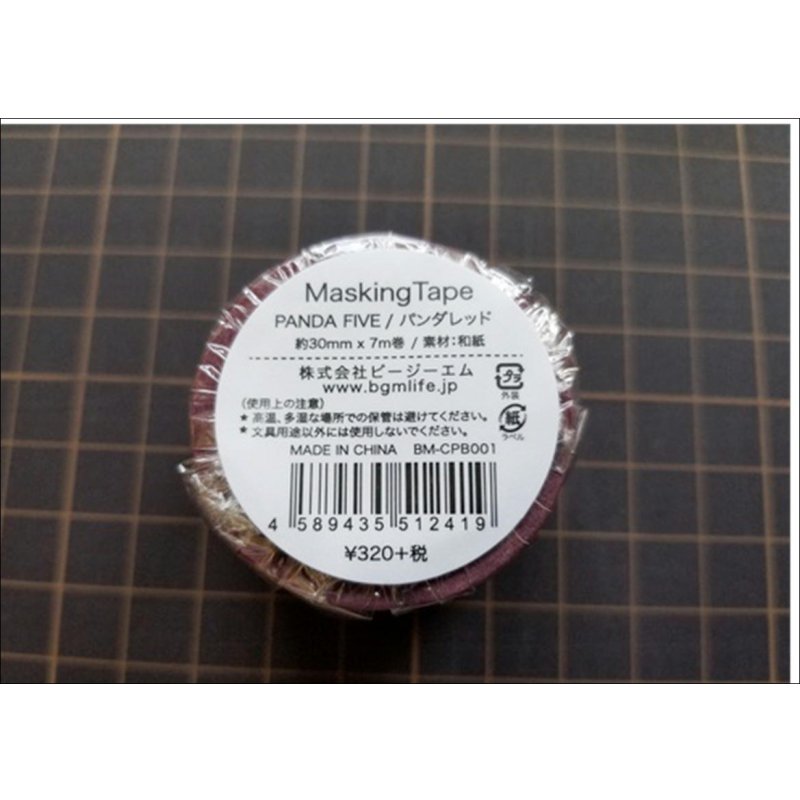 MaskingTape
PANDA FIVE / パンダレッド
約30mm x 7m巻 / 素材：和紙
株式会社ビージーエム
www.bgmlife.jp
プラ
外装
紙
ラベル
（使用上の注意）
★ 高温、多湿な場所での保管は避けてください。
★ 文具用途以外には使用しないでください。
MADE IN CHINA BM-CPB001
4 589435 512419
¥320+税